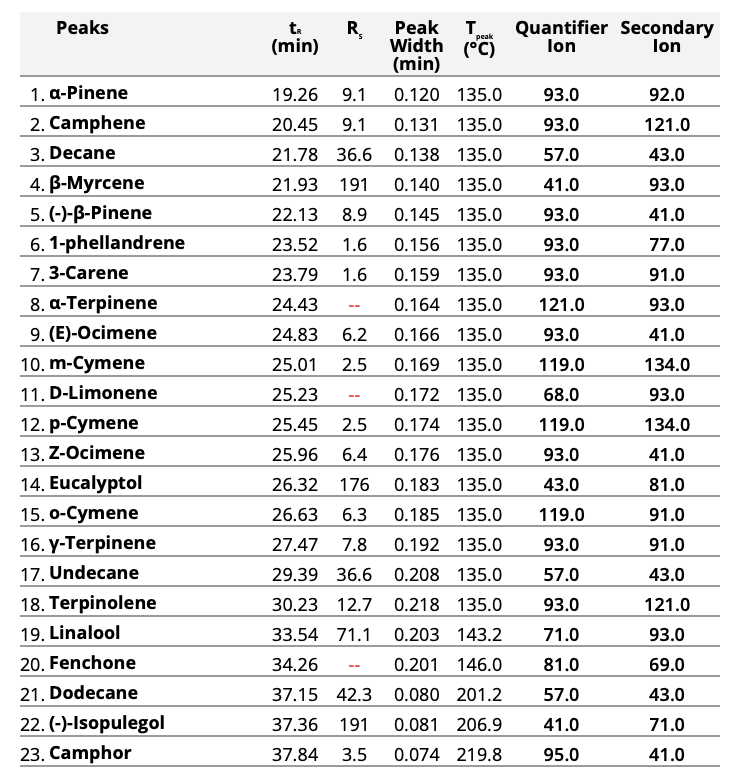 Peaks tR (min) Rs Peak Width (min) Tpeak (°C) Quantifier Ion Secondary Ion
1. α-Pinene 19.26 9.1 0.120 135.0 93.0 92.0
2. Camphene 20.45 9.1 0.131 135.0 93.0 121.0
3. Decane 21.78 36.6 0.138 135.0 57.0 43.0
4. β-Myrcene 21.93 191 0.140 135.0 41.0 93.0
5. (-)-β-Pinene 22.13 8.9 0.145 135.0 93.0 41.0
6. 1-phellandrene 23.52 1.6 0.156 135.0 93.0 77.0
7. 3-Carene 23.79 1.6 0.159 135.0 93.0 91.0
8. α-Terpinene 24.43 -- 0.164 135.0 121.0 93.0
9. (E)-Ocimene 24.83 6.2 0.166 135.0 93.0 41.0
10. m-Cymene 25.01 2.5 0.169 135.0 119.0 134.0
11. D-Limonene 25.23 -- 0.172 135.0 68.0 93.0
12. p-Cymene 25.45 2.5 0.174 135.0 119.0 134.0
13. Z-Ocimene 25.96 6.4 0.176 135.0 93.0 41.0
14. Eucalyptol 26.32 176 0.183 135.0 43.0 81.0
15. o-Cymene 26.63 6.3 0.185 135.0 119.0 91.0
16. γ-Terpinene 27.47 7.8 0.192 135.0 93.0 91.0
17. Undecane 29.39 36.6 0.208 135.0 57.0 43.0
18. Terpinolene 30.23 12.7 0.218 135.0 93.0 121.0
19. Linalool 33.54 71.1 0.203 143.2 71.0 93.0
20. Fenchone 34.26 -- 0.201 146.0 81.0 69.0
21. Dodecane 37.15 42.3 0.080 201.2 57.0 43.0
22. (-)-Isopulegol 37.36 191 0.081 206.9 41.0 71.0
23. Camphor 37.84 3.5 0.074 219.8 95.0 41.0